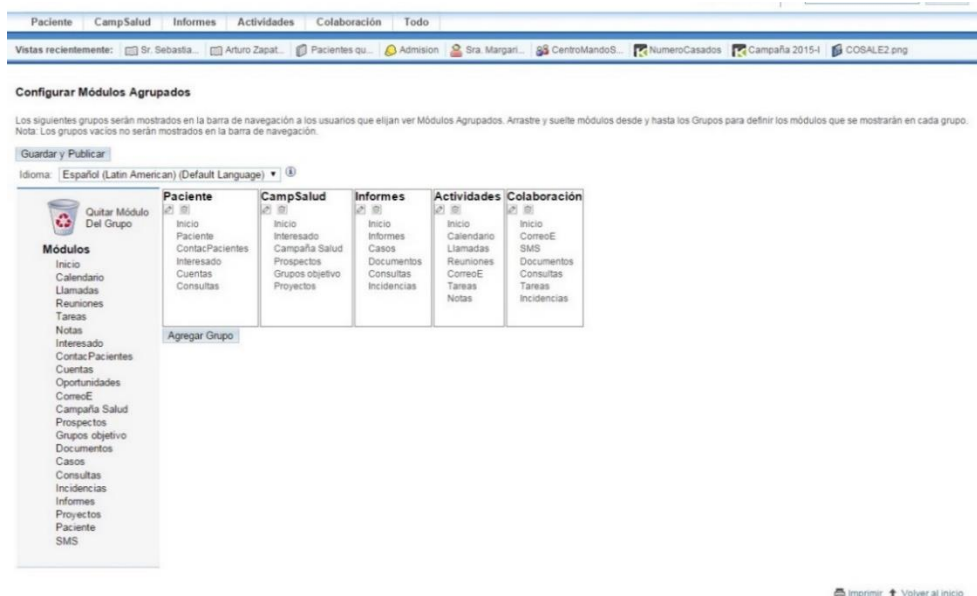 Paciente CampSalud Informes Actividades Colaboración Todo
Vistas recientemente: Sr. Sebastia... Arturo Zapat... Pacientes qu... Admision Sra. Margari... CentroMandoS... NumeroCasados Campaña 2015-I COSALE2.png
Configurar Módulos Agrupados
Los siguientes grupos serán mostrados en la barra de navegación a los usuarios que elijan ver Módulos Agrupados. Arrastre y suelte módulos desde y hasta los Grupos para definir los módulos que se mostrarán en cada grupo.
Nota: Los grupos vacíos no serán mostrados en la barra de navegación.
Guardar y Publicar
Idioma: Español (Latin American) (Default Language)
Quitar Módulo
Del Grupo
Módulos
Inicio
Calendario
Llamadas
Reuniones
Tareas
Notas
Interesado
ContacPacientes
Cuentas
Oportunidades
CorreoE
Campaña Salud
Prospectos
Grupos objetivo
Documentos
Casos
Consultas
Incidencias
Informes
Proyectos
Paciente
SMS
Paciente
Inicio
Paciente
ContacPacientes
Interesado
Cuentas
Consultas
CampSalud
Inicio
Interesado
Campaña Salud
Prospectos
Grupos objetivo
Proyectos
Informes
Inicio
Informes
Casos
Documentos
Consultas
Incidencias
Actividades
Inicio
Calendario
Llamadas
Reuniones
CorreoE
Tareas
Notas
Colaboración
Inicio
CorreoE
SMS
Documentos
Consultas
Tareas
Incidencias
Agregar Grupo
Imprimir Volver al inicio